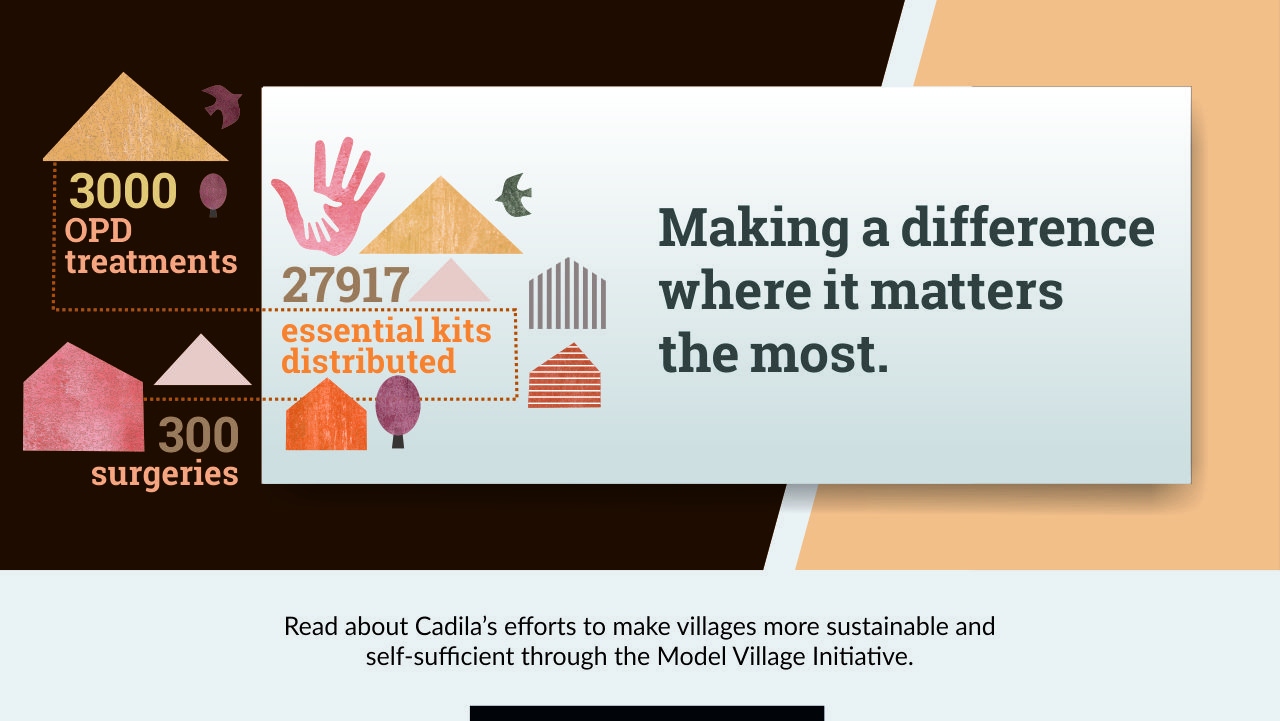 3000
OPD
treatments
27917
essential kits
distributed
300
surgeries
Making a difference
where it matters
the most.
Read about Cadila’s efforts to make villages more sustainable and
self-sufficient through the Model Village Initiative.